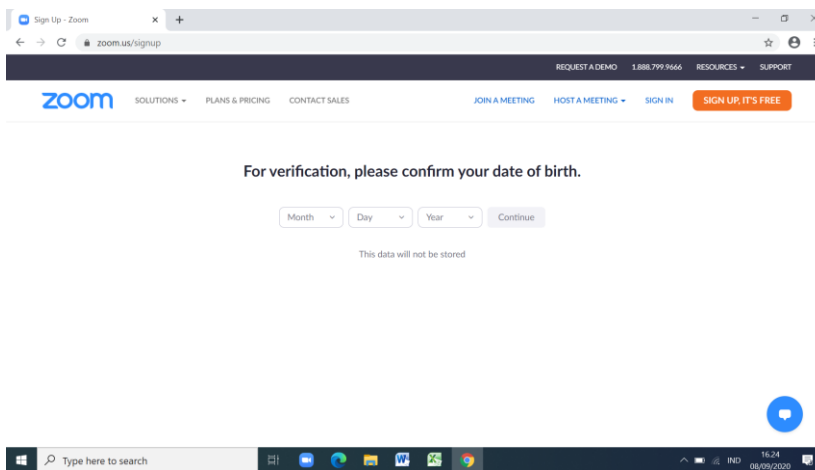 Sign Up - Zoom
zoom.us/signup
REQUEST A DEMO 1.888.799.9666 RESOURCES SUPPORT
zoom SOLUTIONS PLANS & PRICING CONTACT SALES JOIN A MEETING HOST A MEETING SIGN IN SIGN UP, IT'S FREE
For verification, please confirm your date of birth.
Month Day Year Continue
This data will not be stored
Type here to search IND 16.24
08/09/2020